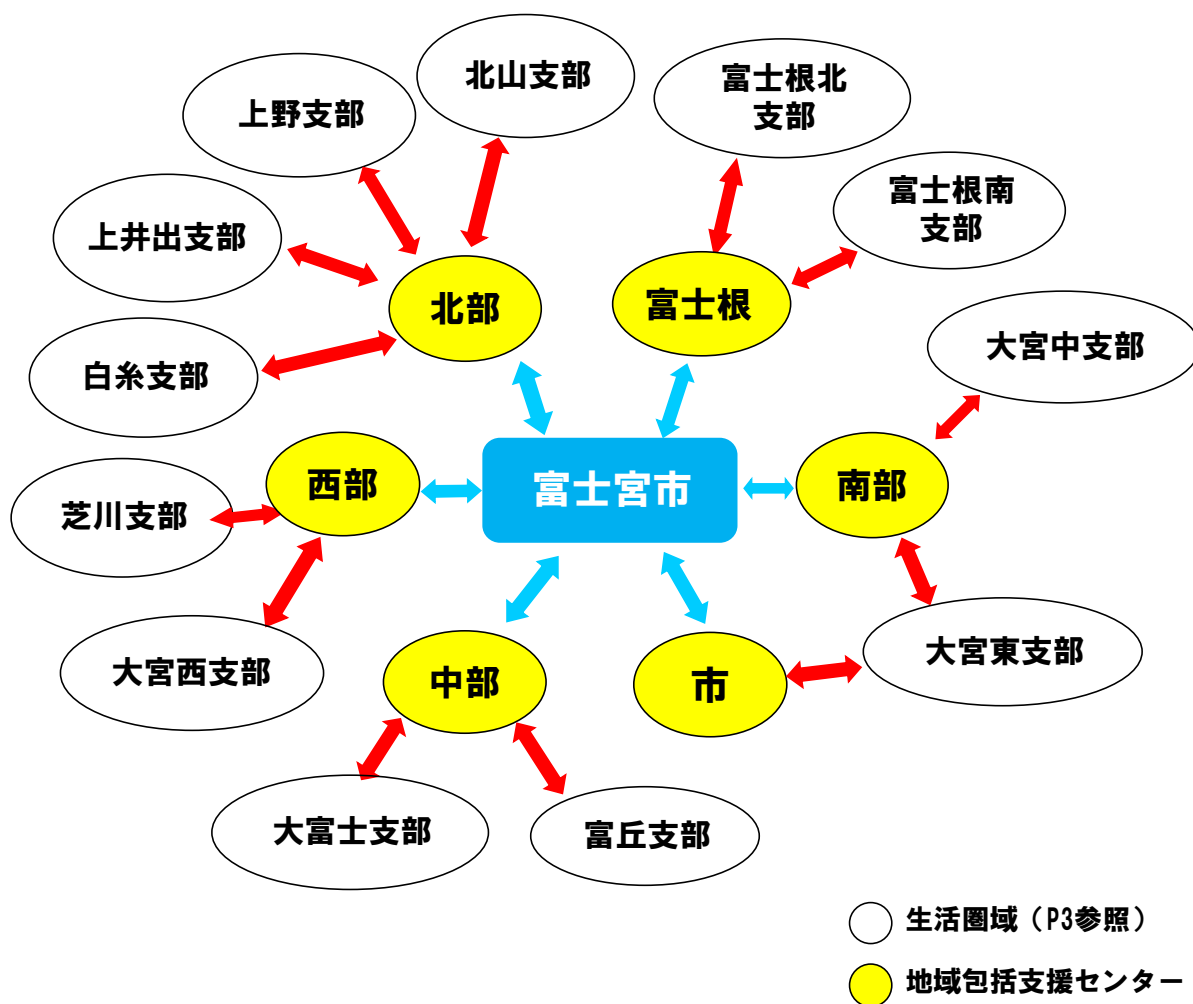 北山支部
富士根北
支部
上野支部
富士根南
支部
上井出支部
北部
富士根
大宮中支部
白糸支部
西部
富士宮市
南部
芝川支部
大宮東支部
大宮西支部
中部
市
大富士支部
富丘支部
生活圏域（P3参照）
地域包括支援センター